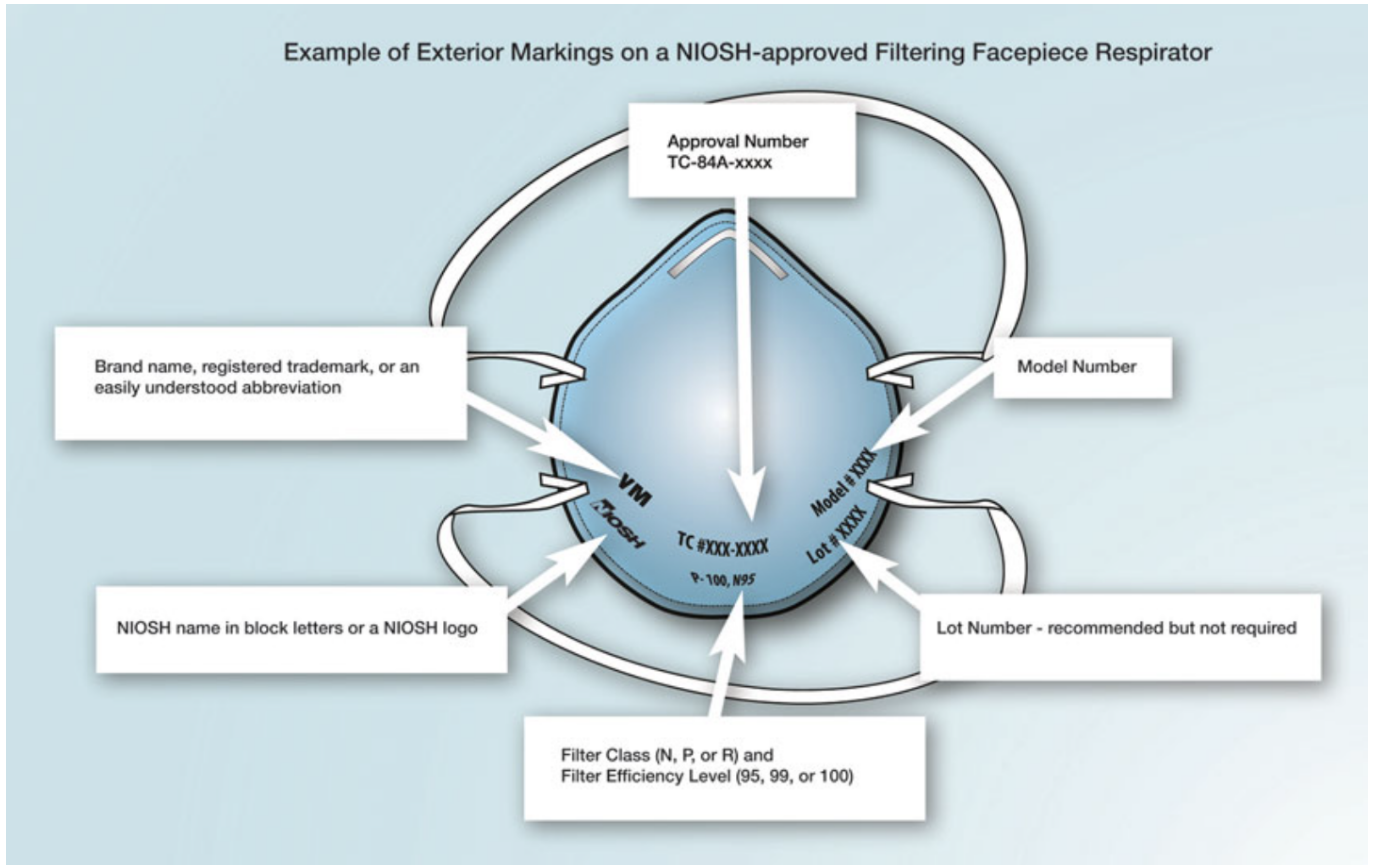 Example of Exterior Markings on a NIOSH-approved Filtering Facepiece Respirator
Approval Number
TC-84A-xxxx
Brand name, registered trademark, or an
easily understood abbreviation
Model Number
VM
NIOSH
TC #XXX-XXXX
P-100, N95
Model # XXXX
Lot # XXXX
NIOSH name in block letters or a NIOSH logo
Lot Number - recommended but not required
Filter Class (N, P, or R) and
Filter Efficiency Level (95, 99, or 100)